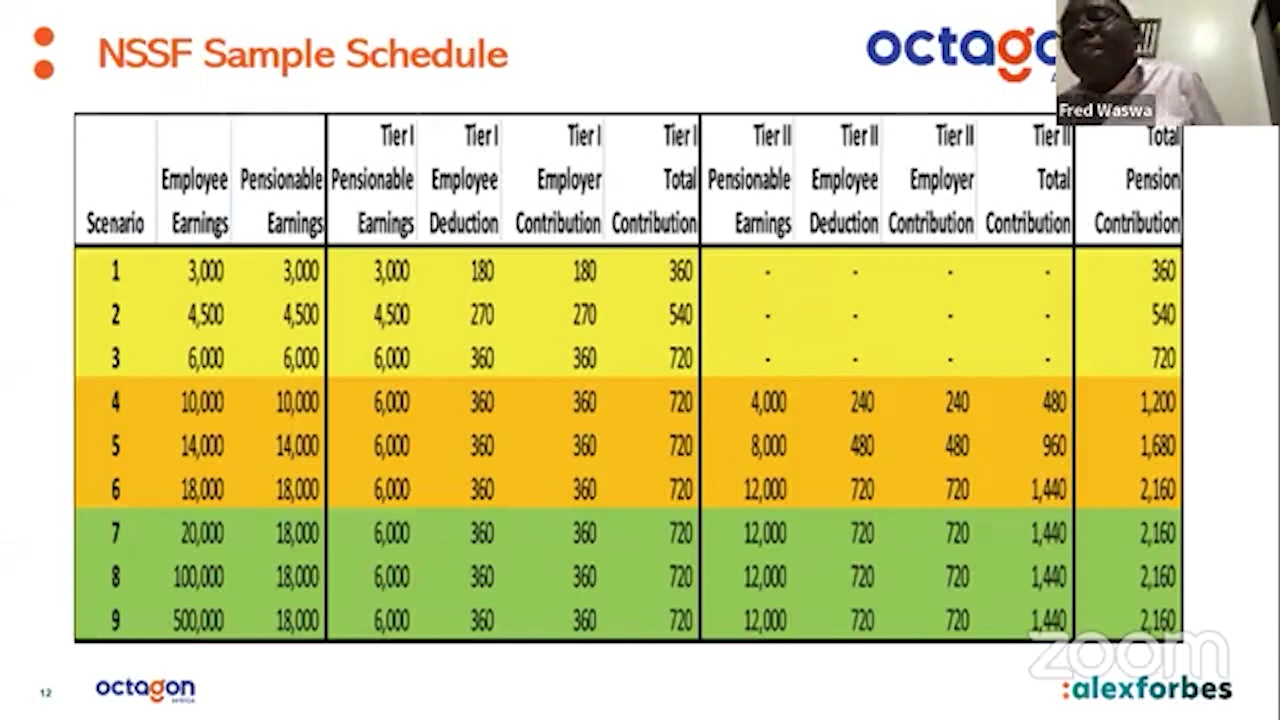 NSSF Sample Schedule
octago
Fred Waswa
Scenario Employee Earnings Pensionable Earnings Tier I Pensionable Earnings Tier I Employee Deduction Tier I Employer Contribution Tier I Total Contribution Tier II Pensionable Earnings Tier II Employee Deduction Tier II Employer Contribution Tier II Total Contribution Total Pension Contribution
1 3,000 3,000 3,000 180 180 360 - - - - 360
2 4,500 4,500 4,500 270 270 540 - - - - 540
3 6,000 6,000 6,000 360 360 720 - - - - 720
4 10,000 10,000 6,000 360 360 720 4,000 240 240 480 1,200
5 14,000 14,000 6,000 360 360 720 8,000 480 480 960 1,680
6 18,000 18,000 6,000 360 360 720 12,000 720 720 1,440 2,160
7 20,000 18,000 6,000 360 360 720 12,000 720 720 1,440 2,160
8 100,000 18,000 6,000 360 360 720 12,000 720 720 1,440 2,160
9 500,000 18,000 6,000 360 360 720 12,000 720 720 1,440 2,160
zoom
12 octagon AFRICA :alexforbes